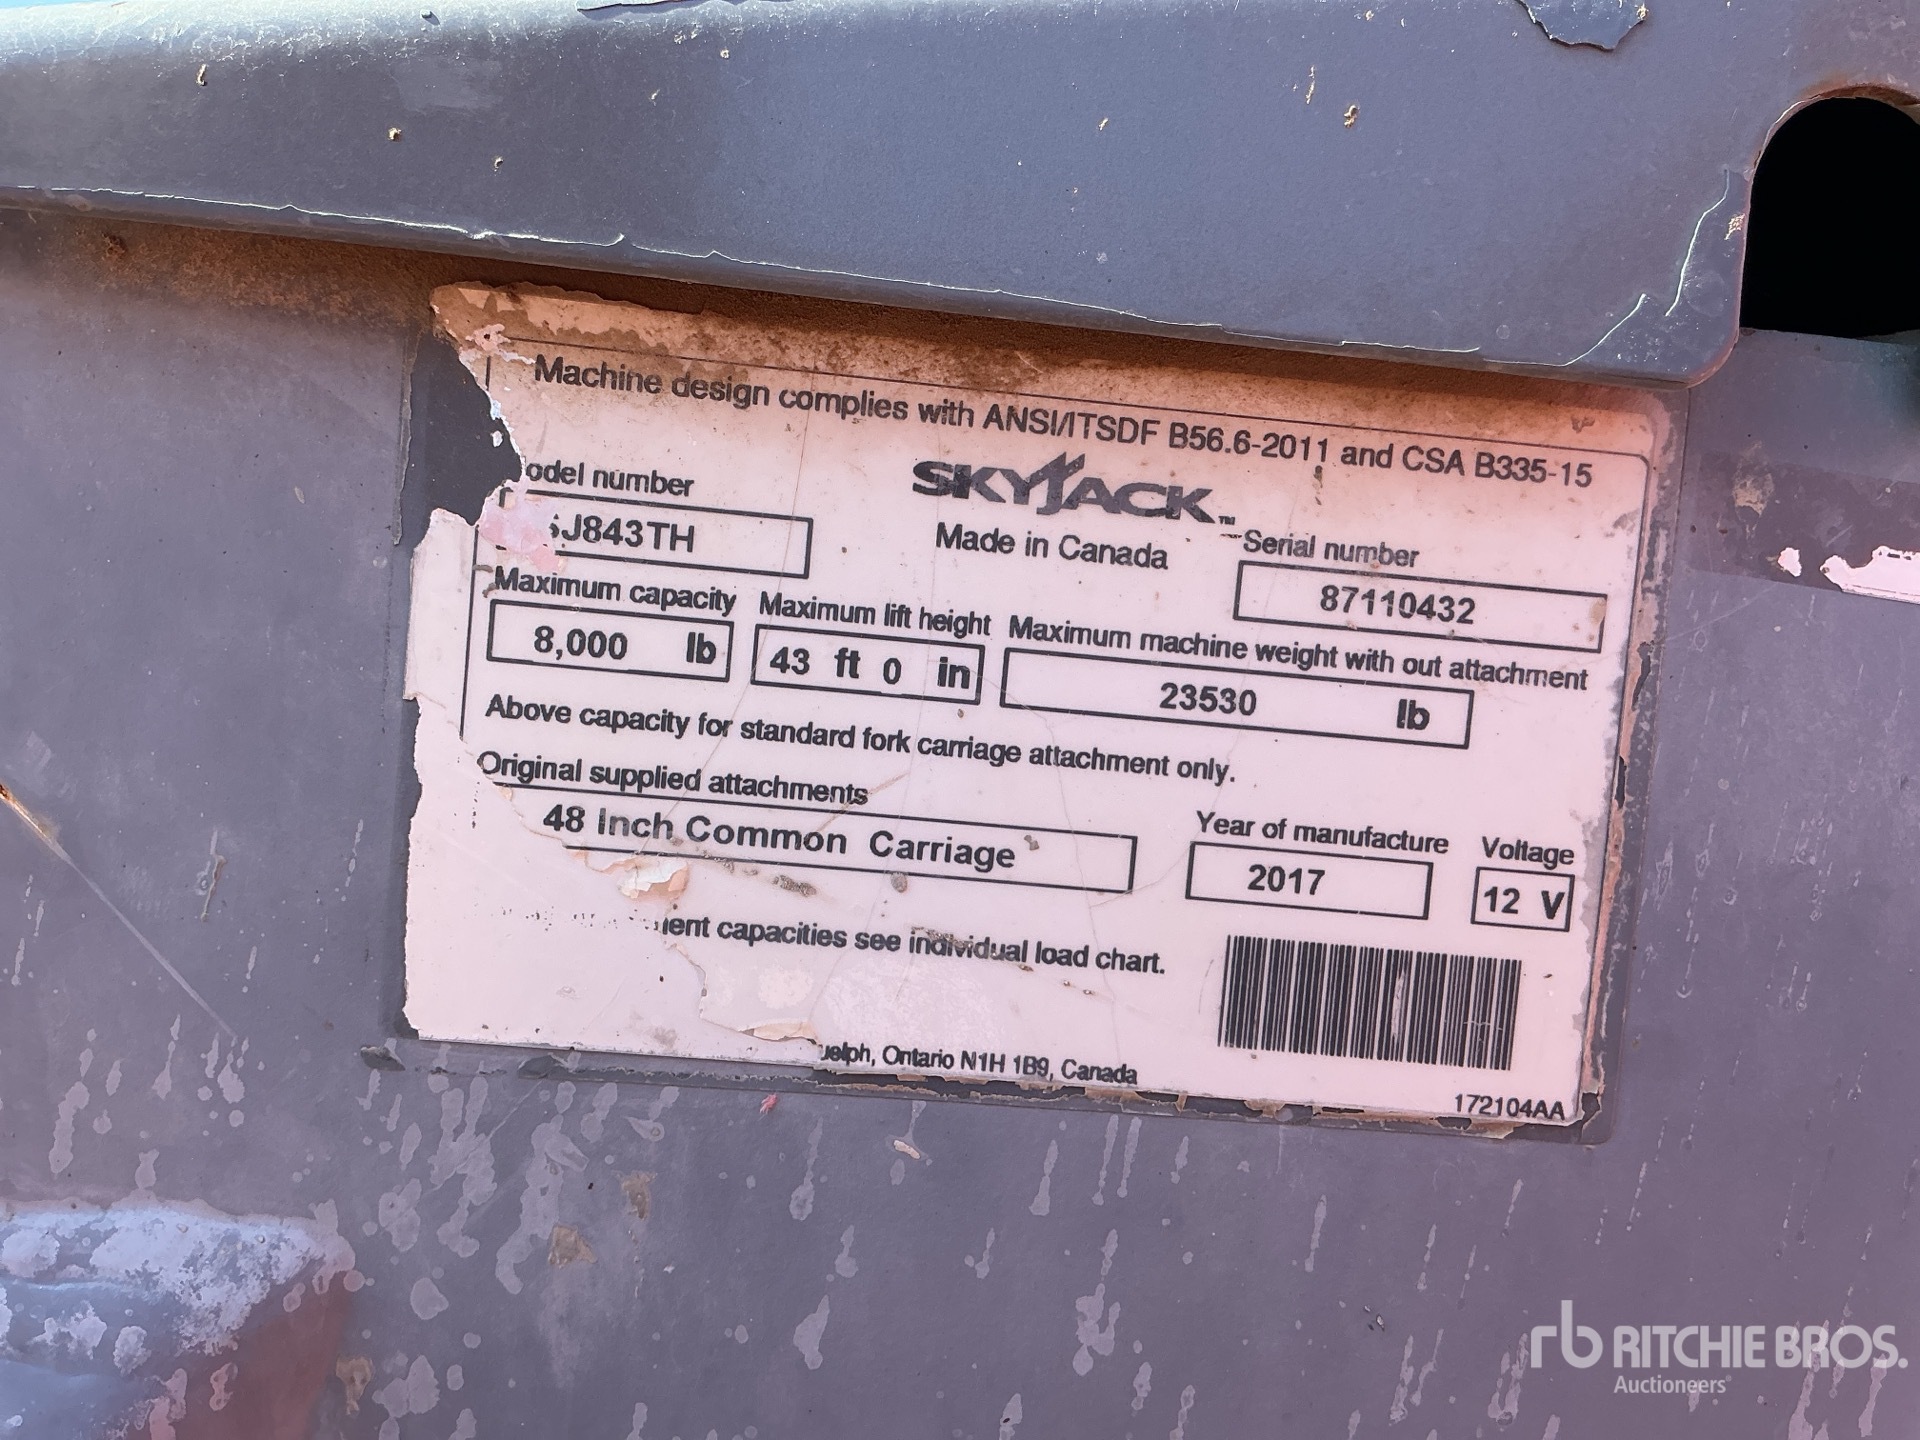 Machine design complies with ANSI/ITSDF B56.6-2011 and CSA B335-15
odel number
SKYJACK™
SJ843TH
Made in Canada
Serial number
87110432
Maximum capacity
Maximum lift height
Maximum machine weight with out attachment
8,000 lb
43 ft 0 in
23530 lb
Above capacity for standard fork carriage attachment only.
Original supplied attachments
48 Inch Common Carriage
Year of manufacture
Voltage
2017
12 V
capacities see individual load chart.
uelph, Ontario N1H 1B9, Canada
172104AA
rb RITCHIE BROS.
Auctioneers